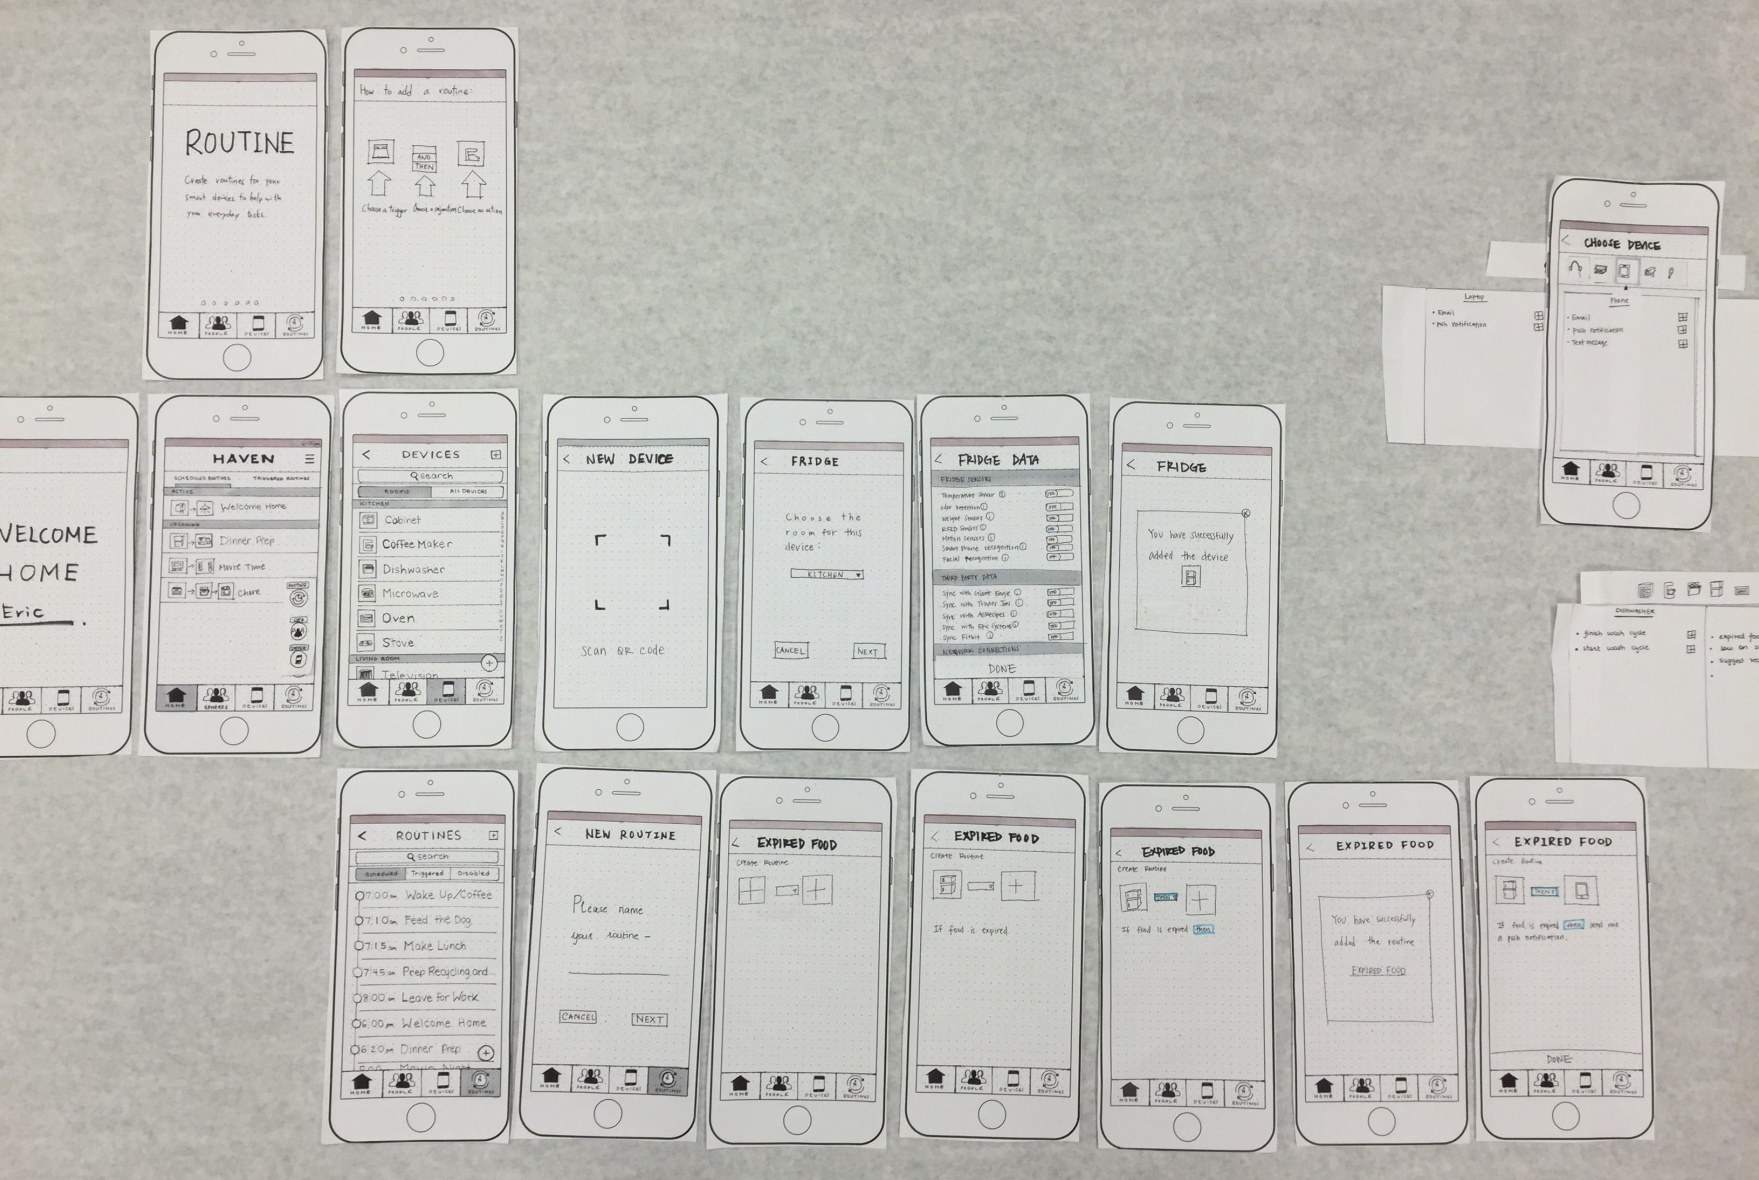 ROUTINE
Create routines for your
smart devices to help with
your everyday tasks.
HOME PEOPLE DEVICES ROUTINES
How to add a routine:
AND
THEN
Choose a trigger Choose a conjunction Choose an action
HOME PEOPLE DEVICES ROUTINES
CHOOSE DEVICE
Phone
• Email
• push notification
• Text message
HOME PEOPLE DEVICES ROUTINES
Laptop
• Email
• push notification
WELCOME
HOME
Eric
PEOPLE DEVICES ROUTINES
HAVEN
SCHEDULED ROUTINES TRIGGERED ROUTINES
ACTIVE
Welcome Home
UPCOMING
Dinner Prep
Movie Time
Chore
HOME DEVICES ROUTINES
< DEVICES
search
ROOMS ALL DEVICES
KITCHEN
Cabinet
Coffee Maker
Dishwasher
Microwave
Oven
Stove
LIVING ROOM
Television
HOME PEOPLE DEVICES ROUTINES
< NEW DEVICE
Scan QR code
HOME PEOPLE DEVICES ROUTINES
< FRIDGE
Choose the
room for this
device:
KITCHEN
CANCEL NEXT
HOME PEOPLE DEVICES ROUTINES
< FRIDGE DATA
FRIDGE SENSORS
Temperature Sensor
odor detection
Weight Sensors
RFID Sensors
Motion Sensors
Smart Phone recognition
Facial Recognition
THIRD PARTY DATA
Sync with Giant Eagle
Sync with Trader Joes
Sync with AllRecipes
Sync with Epic Systems
Sync Fitbit
NETWORK CONNECTIONS
DONE
HOME PEOPLE DEVICES ROUTINES
< FRIDGE
You have successfully
added the device
HOME PEOPLE DEVICES ROUTINES
DISHWASHER
• finish wash cycle
• start wash cycle
• expired
• low on
• suggest
< ROUTINES
search
Scheduled Triggered Disabled
7:00am Wake Up/Coffee
7:10am Feed the Dog
7:15am Make Lunch
7:45am Prep Recycling and...
8:00am Leave for Work
6:00pm Welcome Home
6:20pm Dinner Prep
Movie Night
HOME PEOPLE DEVICES ROUTINES
< NEW ROUTINE
Please name
your routine -
CANCEL NEXT
HOME PEOPLE DEVICES ROUTINES
< EXPIRED FOOD
Create Routine
HOME PEOPLE DEVICES ROUTINES
< EXPIRED FOOD
Create Routine
If food is expired
HOME PEOPLE DEVICES ROUTINES
< EXPIRED FOOD
Create Routine
THEN
If food is expired then
HOME PEOPLE DEVICES ROUTINES
< EXPIRED FOOD
You have successfully
added the routine
EXPIRED FOOD
HOME PEOPLE DEVICES ROUTINES
< EXPIRED FOOD
Create Routine
THEN
If food is expired then send me
a push notification.
DONE
HOME PEOPLE DEVICES ROUTINES